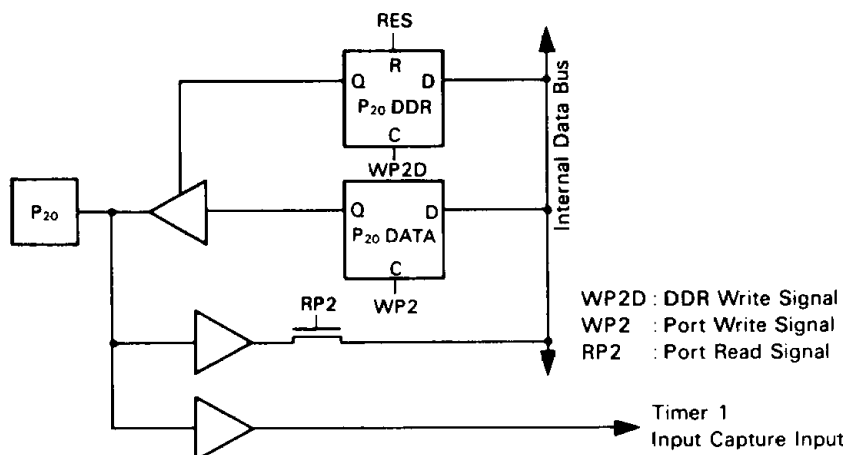 RES
R
Q D
P₂₀ DDR
C
WP2D
Internal Data Bus
P₂₀
Q D
P₂₀ DATA
C
WP2
RP2
WP2D : DDR Write Signal
WP2 : Port Write Signal
RP2 : Port Read Signal
Timer 1
Input Capture Input